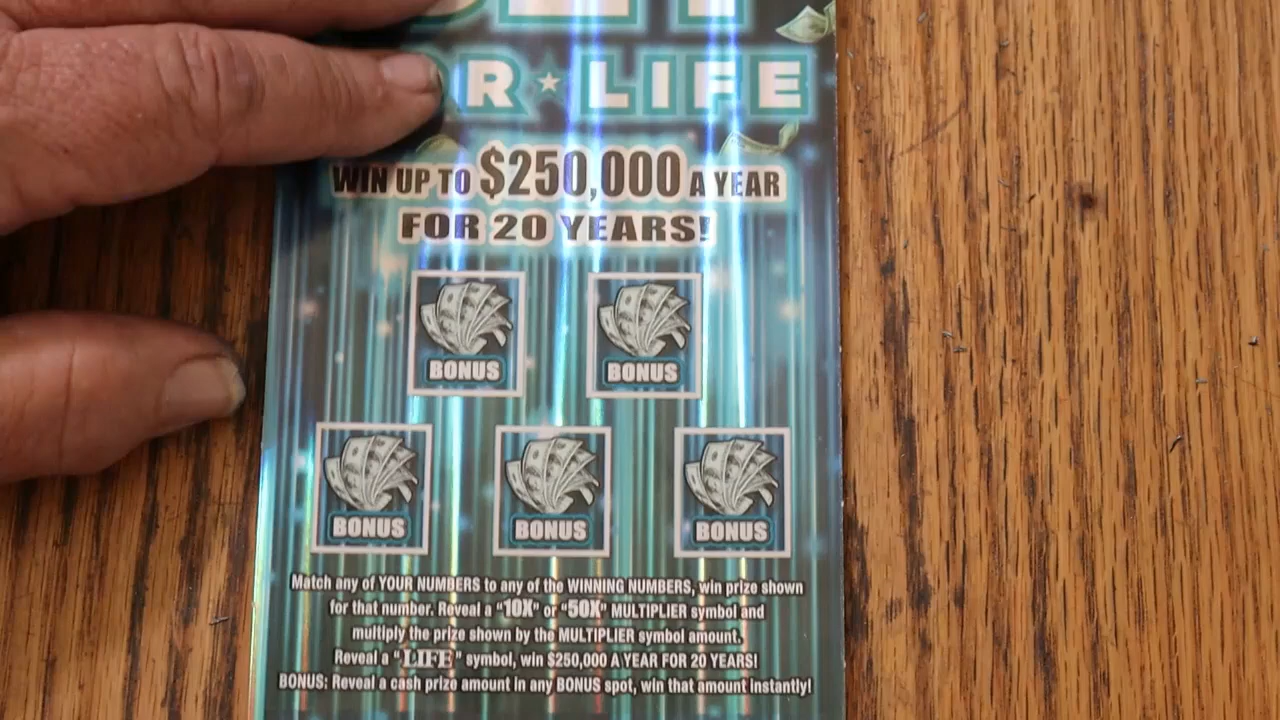 R ★ LIFE
WIN UP TO $250,000 A YEAR
FOR 20 YEARS!
BONUS BONUS
BONUS BONUS BONUS
Match any of YOUR NUMBERS to any of the WINNING NUMBERS, win prize shown
for that number. Reveal a "10X" or "50X" MULTIPLIER symbol and
multiply the prize shown by the MULTIPLIER symbol amount.
Reveal a "LIFE" symbol, win $250,000 A YEAR FOR 20 YEARS!
BONUS: Reveal a cash prize amount in any BONUS spot, win that amount instantly!